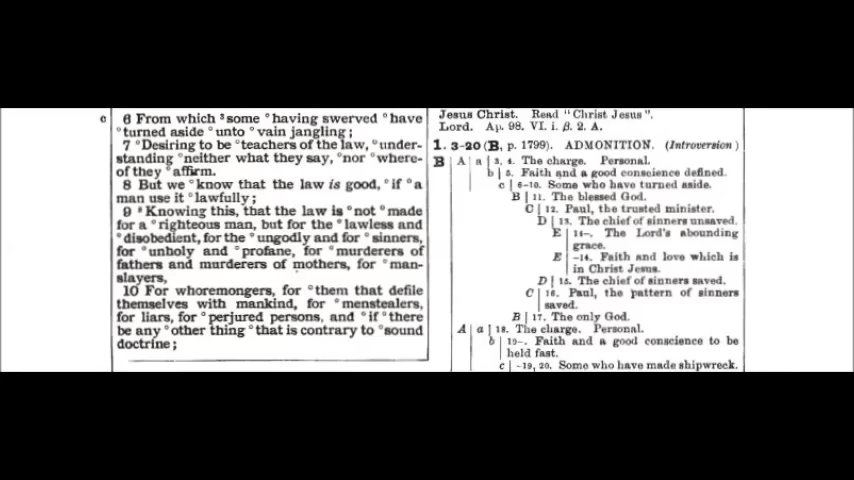 c
6 From which ³some °having swerved °have
°turned aside °unto °vain jangling;
7 °Desiring to be °teachers of the law, °under-
standing °neither what they say, °nor °where-
of they °affirm.
8 But we °know that the law is good, °if °a
man use it °lawfully;
9 ⁸Knowing this, that the law is °not °made
for a °righteous man, but for the °lawless and
°disobedient, for the °ungodly and for °sinners,
for °unholy and °profane, for °murderers of
fathers and murderers of mothers, for °man-
slayers,
10 For whoremongers, for °them that defile
themselves with mankind, for °menstealers,
for liars, for °perjured persons, and °if °there
be any °other thing °that is contrary to °sound
doctrine;
Jesus Christ. Read "Christ Jesus".
Lord. Ap. 98. VI. i. β. 2. A.
1. 3-20 (B, p. 1799). ADMONITION. (Introversion)
B | A | a | 3, 4. The charge. Personal.
b | 5. Faith and a good conscience defined.
c | 6-10. Some who have turned aside.
B | 11. The blessed God.
C | 12. Paul, the trusted minister.
D | 13. The chief of sinners unsaved.
E | 14-. The Lord's abounding
grace.
E | -14. Faith and love which is
in Christ Jesus.
D | 15. The chief of sinners saved.
C | 16. Paul, the pattern of sinners
saved.
B | 17. The only God.
A | a | 18. The charge. Personal.
b | 19-. Faith and a good conscience to be
held fast.
c | -19, 20. Some who have made shipwreck.